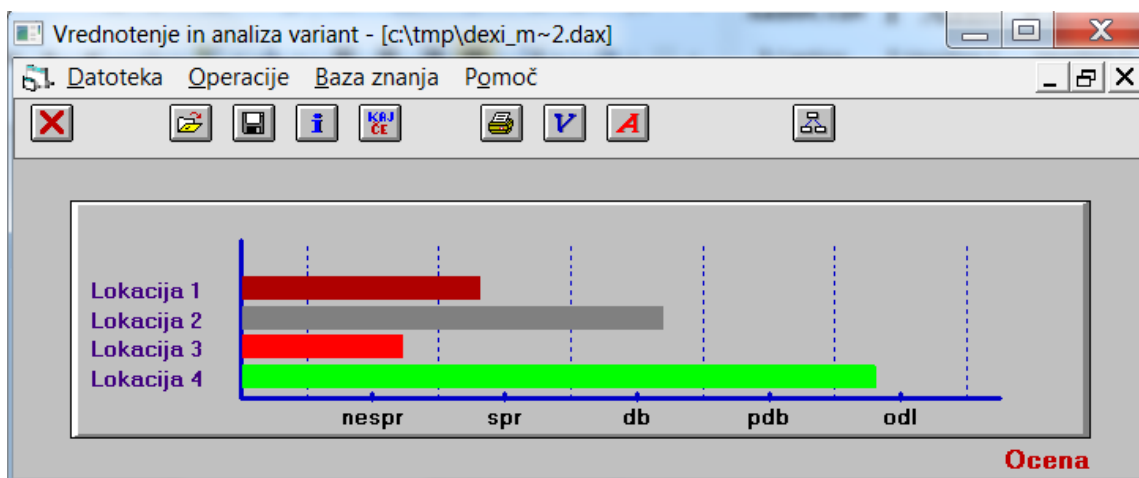 Vrednotenje in analiza variant - [c:\tmp\dexi_m~2.dax]
Datoteka Operacije Baza znanja Pomoč
KAJ
ČE
V A
Lokacija 1
Lokacija 2
Lokacija 3
Lokacija 4
nespr spr db pdb odl
Ocena